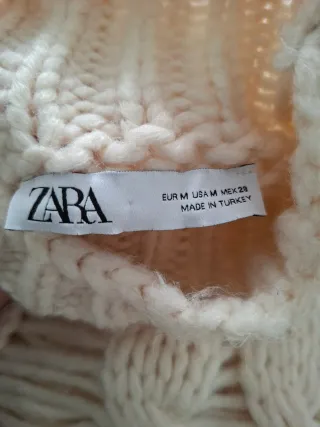 ZARA
EUR M USA M MEX 28
MADE IN TURKEY